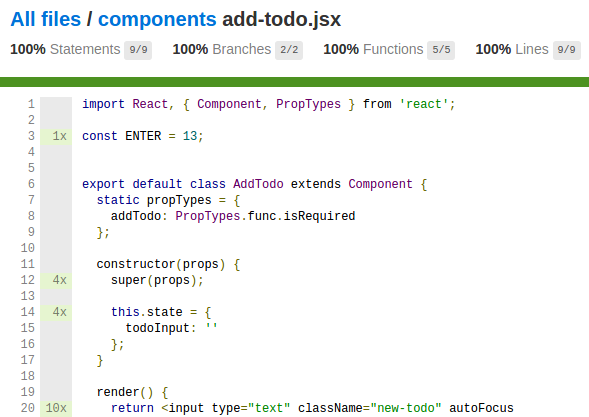 All files / components add-todo.jsx
100% Statements 9/9 100% Branches 2/2 100% Functions 5/5 100% Lines 9/9
1 import React, { Component, PropTypes } from 'react';
2
3 1x const ENTER = 13;
4
5
6 export default class AddTodo extends Component {
7 static propTypes = {
8 addTodo: PropTypes.func.isRequired
9 };
10
11 constructor(props) {
12 4x super(props);
13
14 4x this.state = {
15 todoInput: ''
16 };
17 }
18
19 render() {
20 10x return <input type="text" className="new-todo" autoFocus